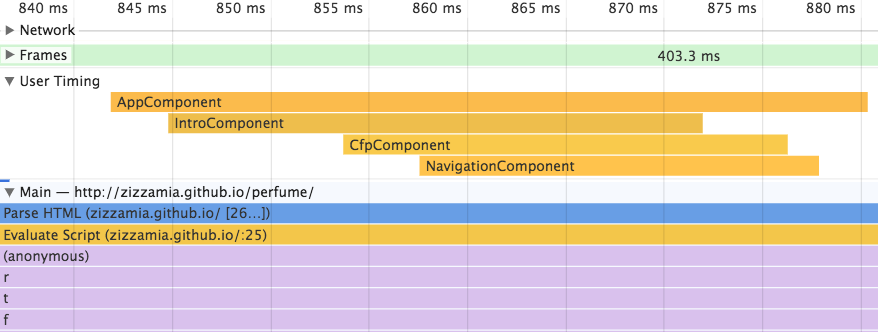 840 ms 845 ms 850 ms 855 ms 860 ms 865 ms 870 ms 875 ms 880 ms
Network
Frames 403.3 ms
User Timing
AppComponent
IntroComponent
CfpComponent
NavigationComponent
Main — http://zizzamia.github.io/perfume/
Parse HTML (zizzamia.github.io/ [26…])
Evaluate Script (zizzamia.github.io/:25)
(anonymous)
r
t
f